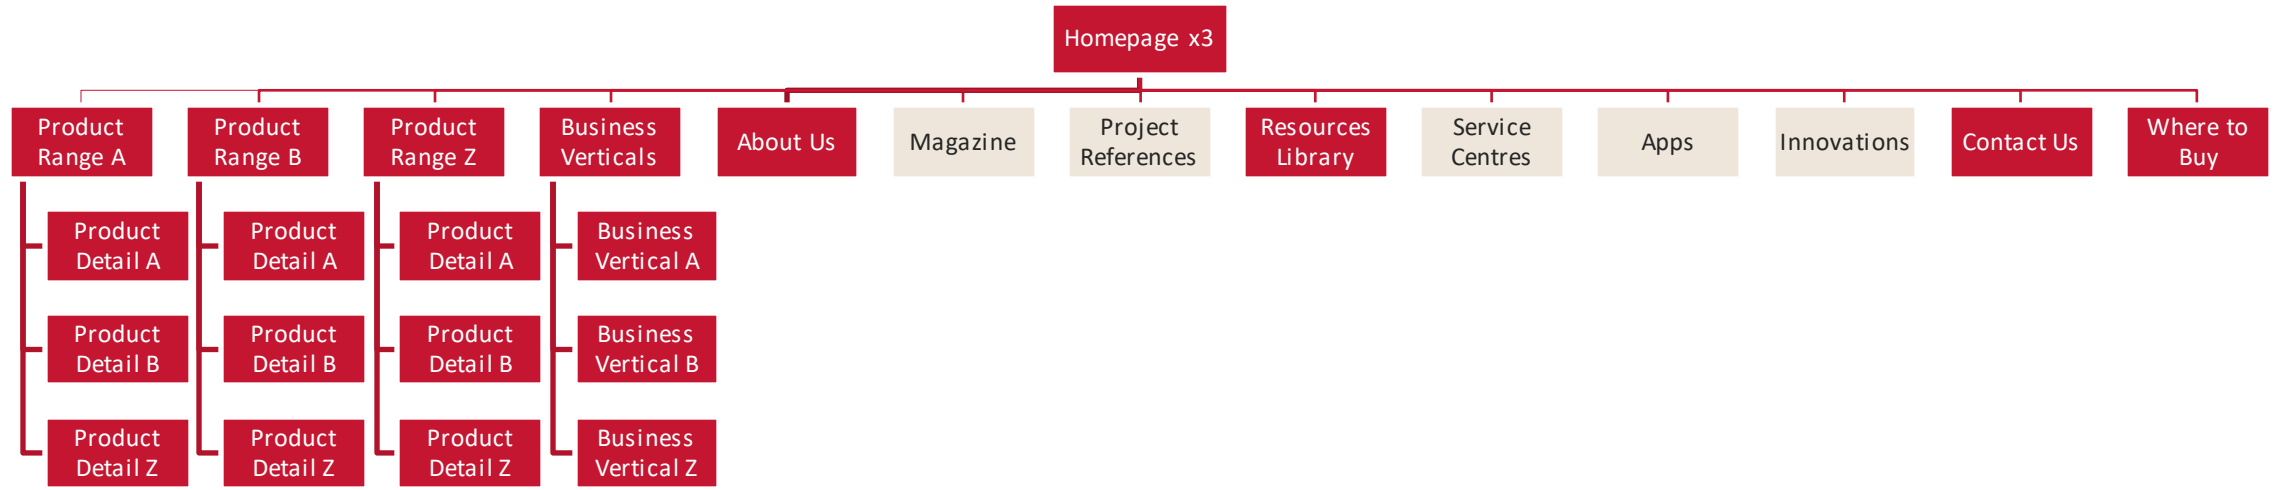 Homepage x3
Product
Range A
Product
Range B
Product
Range Z
Business
Verticals
About Us
Magazine
Project
References
Resources
Library
Service
Centres
Apps
Innovations
Contact Us
Where to
Buy
Product
Detail A
Product
Detail A
Product
Detail A
Business
Vertical A
Product
Detail B
Product
Detail B
Product
Detail B
Business
Vertical B
Product
Detail Z
Product
Detail Z
Product
Detail Z
Business
Vertical Z